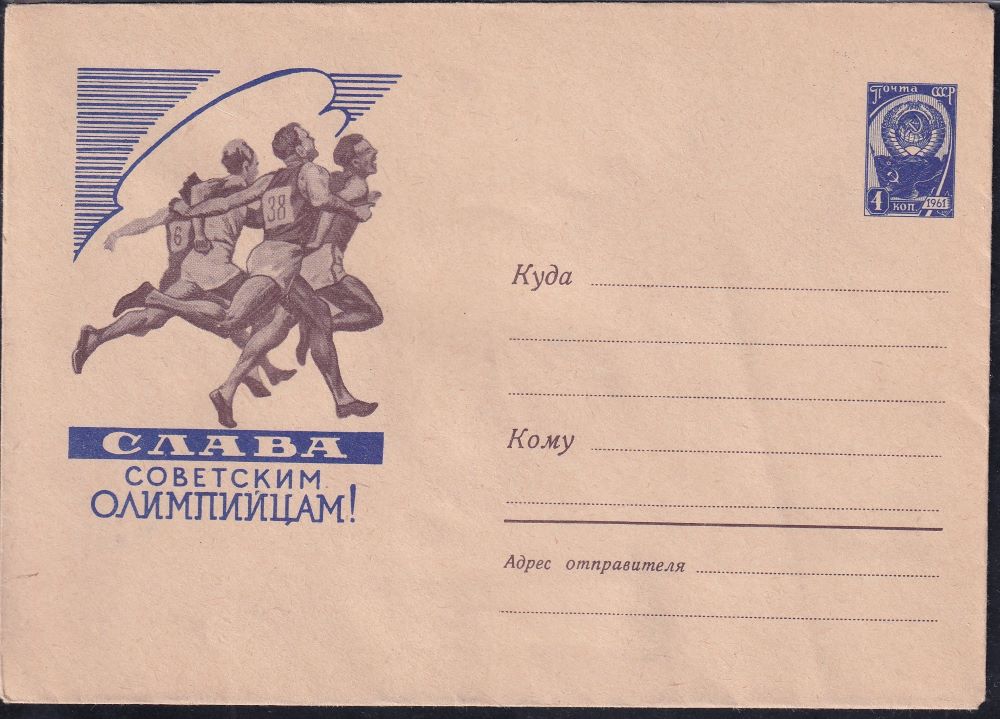 Почта СССР
4 коп. 1961
6
38
СЛАВА
СОВЕТСКИМ
ОЛИМПИЙЦАМ!
Куда
Кому
Адрес отправителя